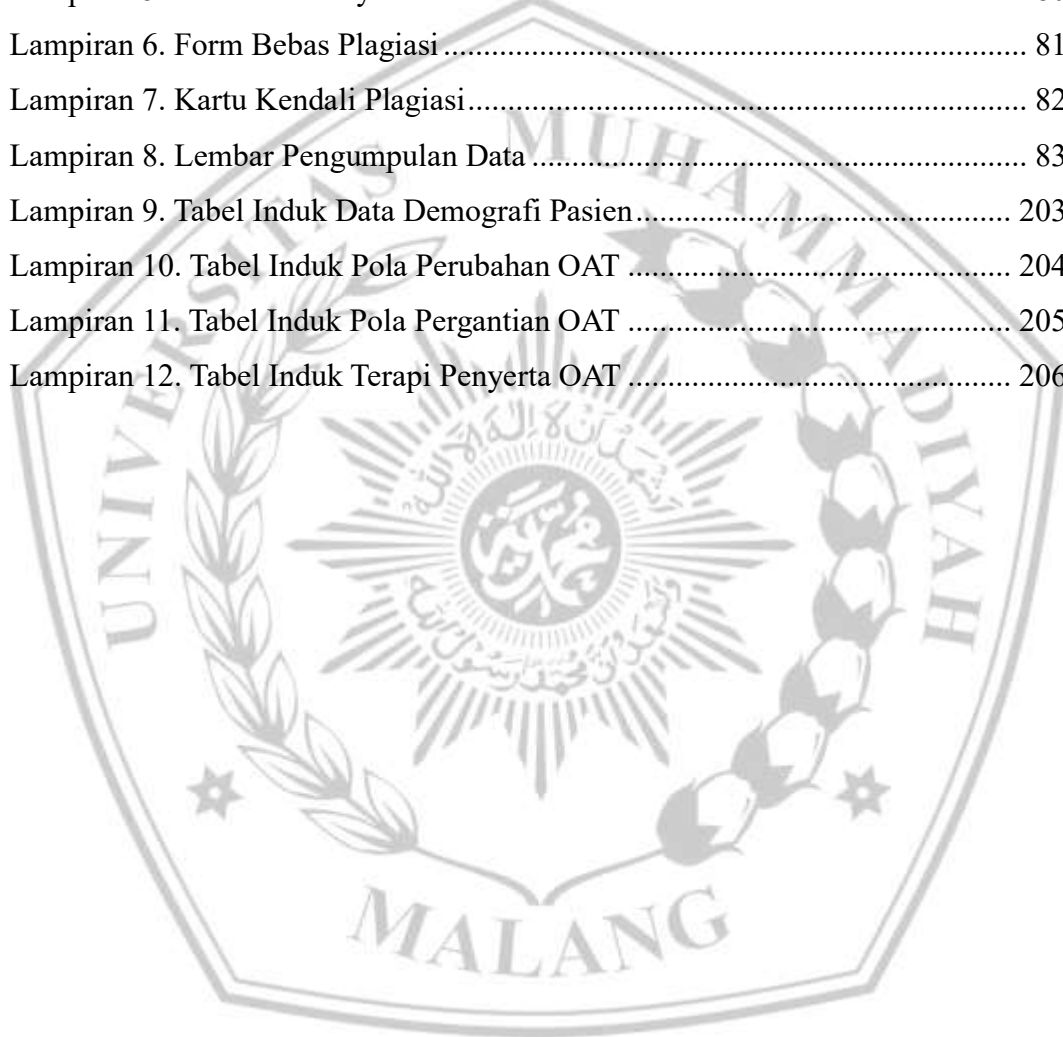 Lampiran 6. Form Bebas Plagiasi .......... 81
Lampiran 7. Kartu Kendali Plagiasi .......... 82
Lampiran 8. Lembar Pengumpulan Data .......... 83
Lampiran 9. Tabel Induk Data Demografi Pasien .......... 203
Lampiran 10. Tabel Induk Pola Perubahan OAT .......... 204
Lampiran 11. Tabel Induk Pola Pergantian OAT .......... 205
Lampiran 12. Tabel Induk Terapi Penyerta OAT .......... 206
UNIVERSITAS MUHAMMADIYAH
MALANG